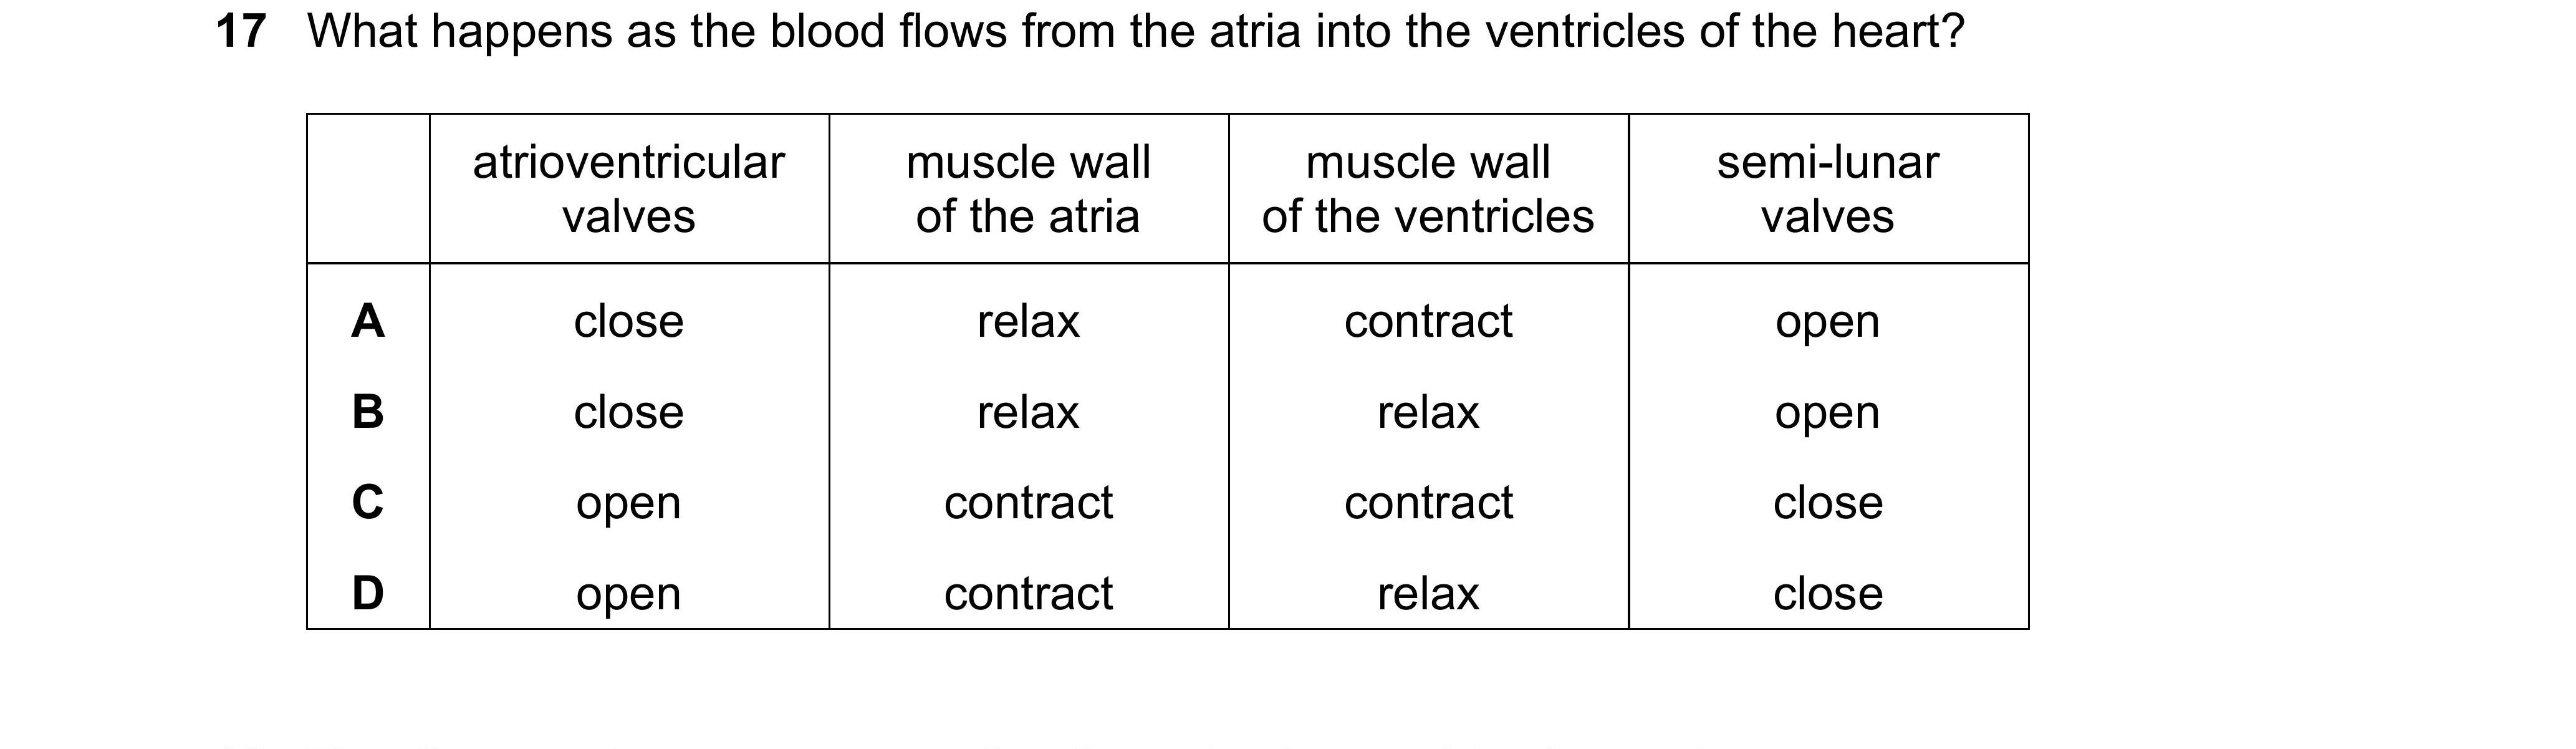 17 What happens as the blood flows from the atria into the ventricles of the heart?
atrioventricular valves muscle wall of the atria muscle wall of the ventricles semi-lunar valves
A close relax contract open
B close relax relax open
C open contract contract close
D open contract relax close